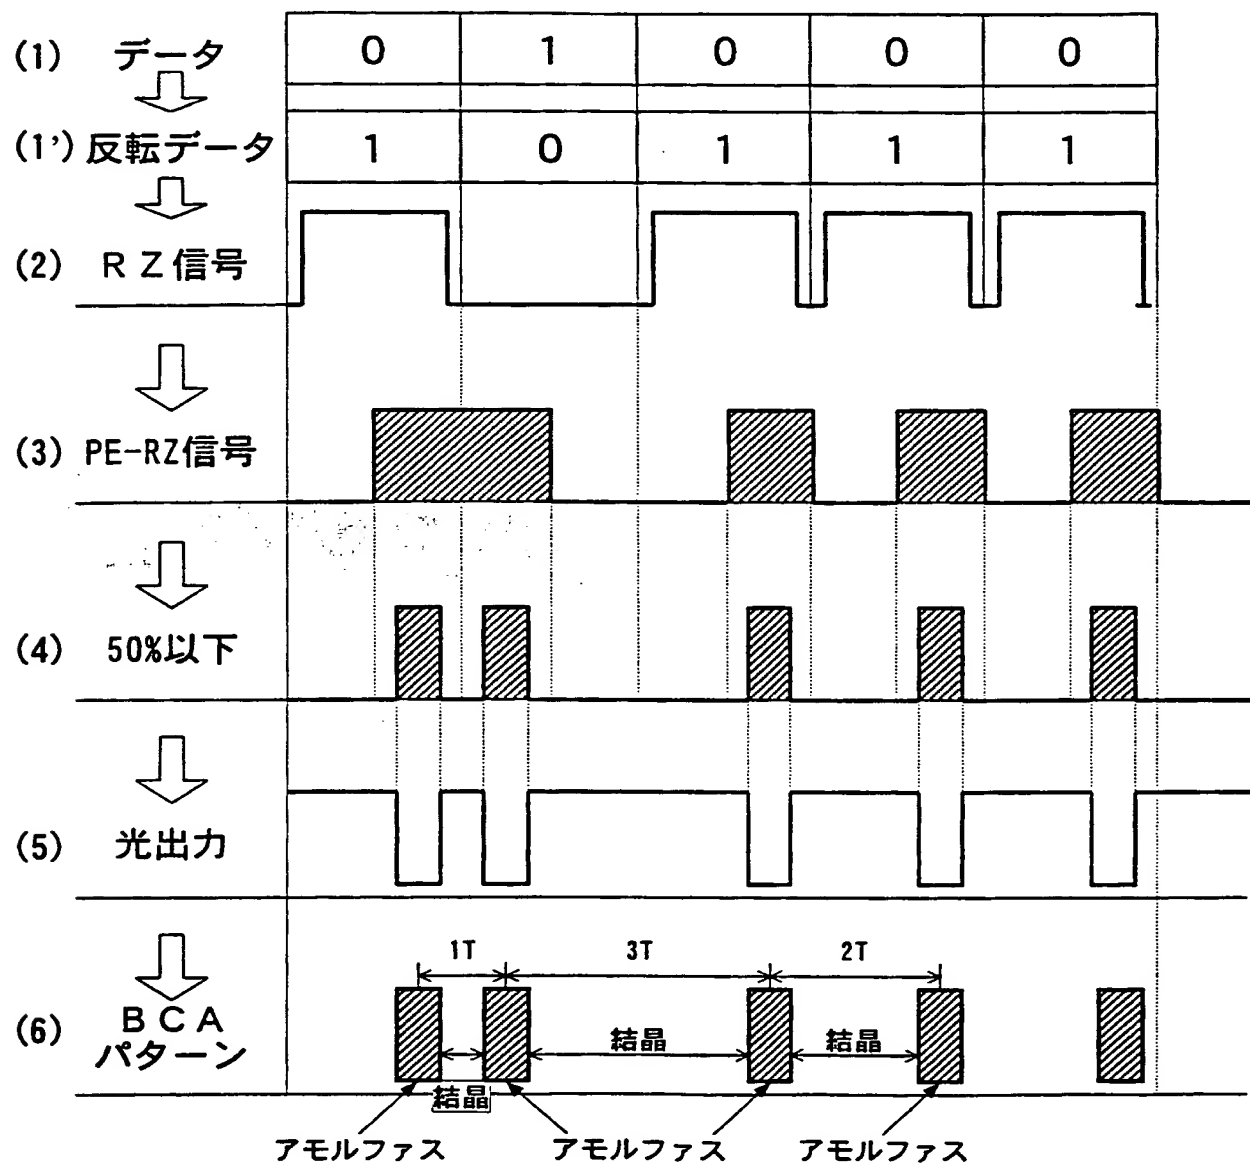 (1) データ 0 1 0 0 0
(1') 反転データ 1 0 1 1 1
(2) RZ信号
(3) PE-RZ信号
(4) 50%以下
(5) 光出力
1T 3T 2T
(6) BCA
パターン
結晶 結晶
結晶
アモルファス アモルファス アモルファス